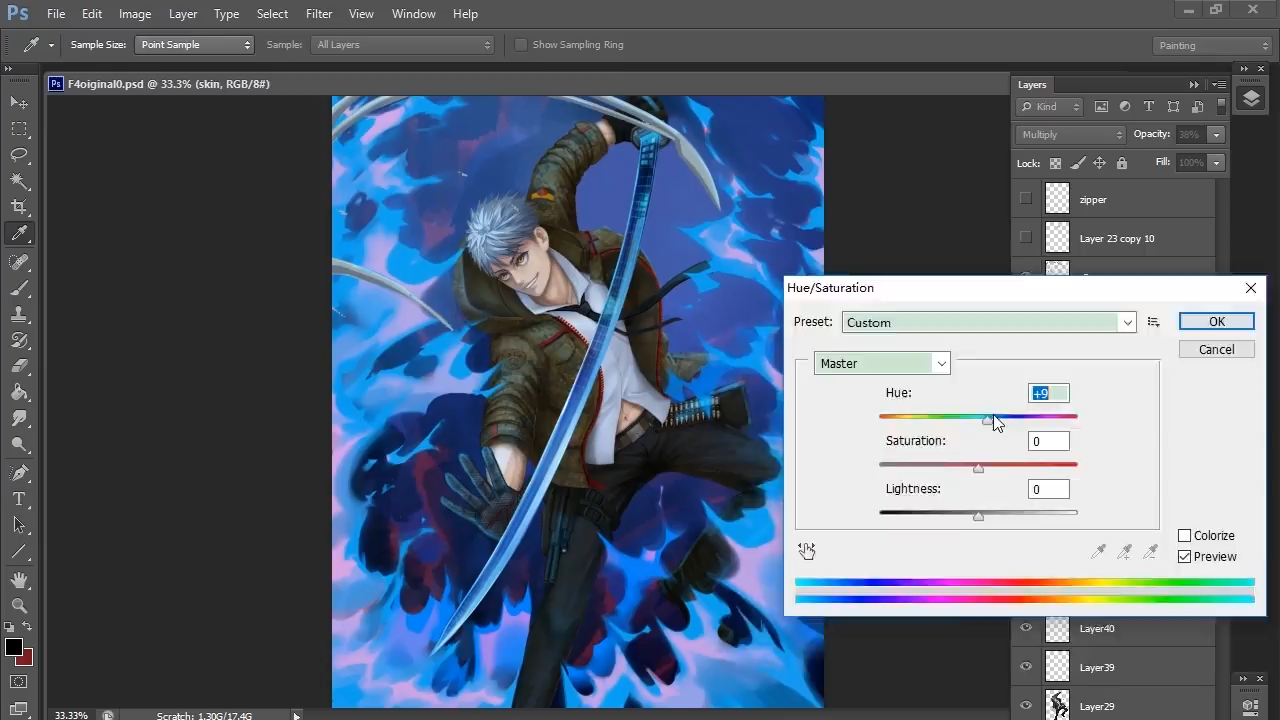 Ps File Edit Image Layer Type Select Filter View Window Help
Sample Size: Point Sample Sample: All Layers Show Sampling Ring Painting
Ps F4oiginal0.psd @ 33.3% (skin, RGB/8#)
Layers
Kind
Multiply Opacity: 38%
Lock: Fill: 100%
zipper
Layer 23 copy 10
Hue/Saturation
Preset: Custom OK
Cancel
Master
Hue: +9
Saturation: 0
Lightness: 0
Colorize
Preview
Layer40
Layer39
Layer29
33.33% Scratch: 1.30G/17.4G